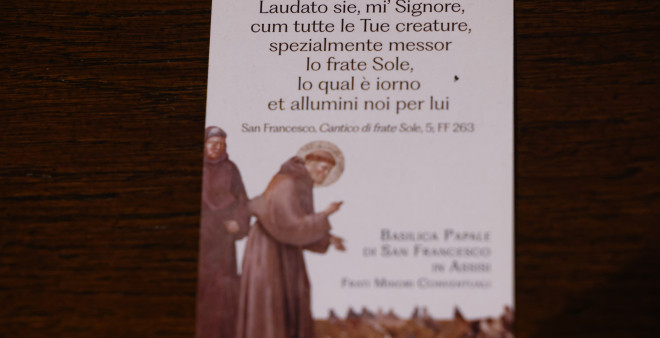 Laudato sie, mi' Signore,
cum tutte le Tue creature,
spezialmente messor
lo frate Sole,
lo qual è iorno
et allumini noi per lui
San Francesco, Cantico di frate Sole, 5; FF 263
Basilica Papale
di San Francesco
in Assisi
Frati Minori Conventuali